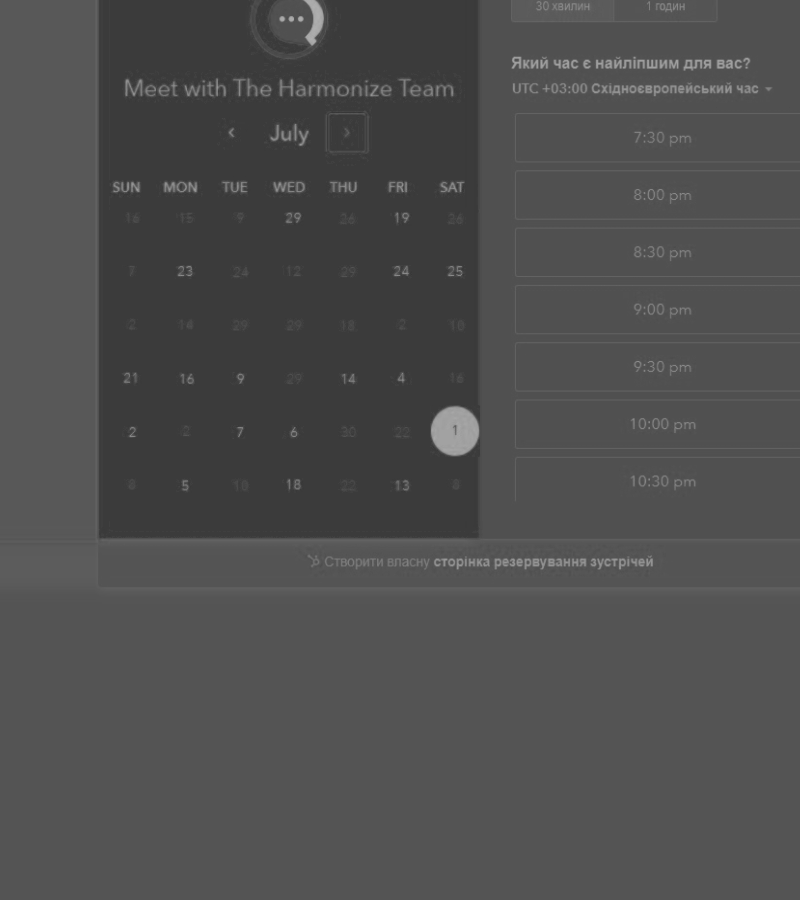 30 хвилин 1 годин
Який час є найліпшим для вас?
UTC +03:00 Східноєвропейський час
Meet with The Harmonize Team
July
SUN MON TUE WED THU FRI SAT
16 15 9 29 26 19 26
7 23 24 12 29 24 25
2 14 29 29 18 2 10
21 16 9 29 14 4 16
2 2 7 6 30 22 1
8 5 18 18 22 13 8
7:30 pm
8:00 pm
8:30 pm
9:00 pm
9:30 pm
10:00 pm
10:30 pm
Створити власну сторінка резервування зустрічей